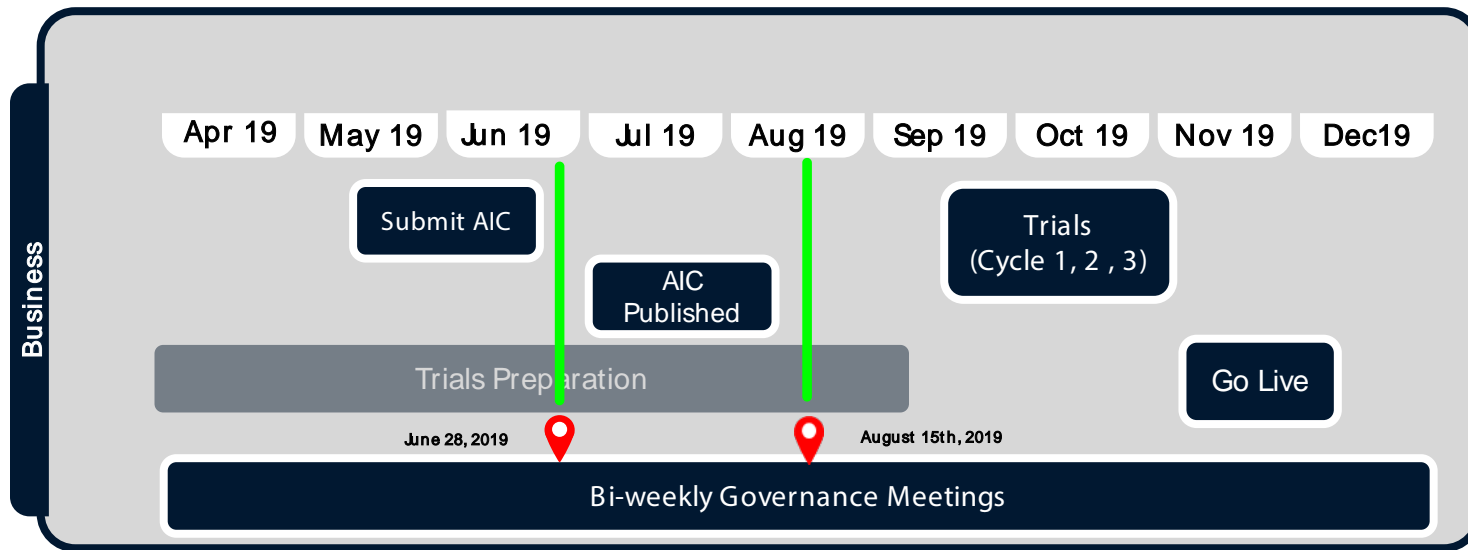 Apr 19
May 19
Jun 19
Jul 19
Aug 19
Sep 19
Oct 19
Nov 19
Dec19
Business
Submit AIC
Trials
(Cycle 1, 2 , 3)
AIC
Published
Trials Preparation
Go Live
June 28, 2019
August 15th, 2019
Bi-weekly Governance Meetings